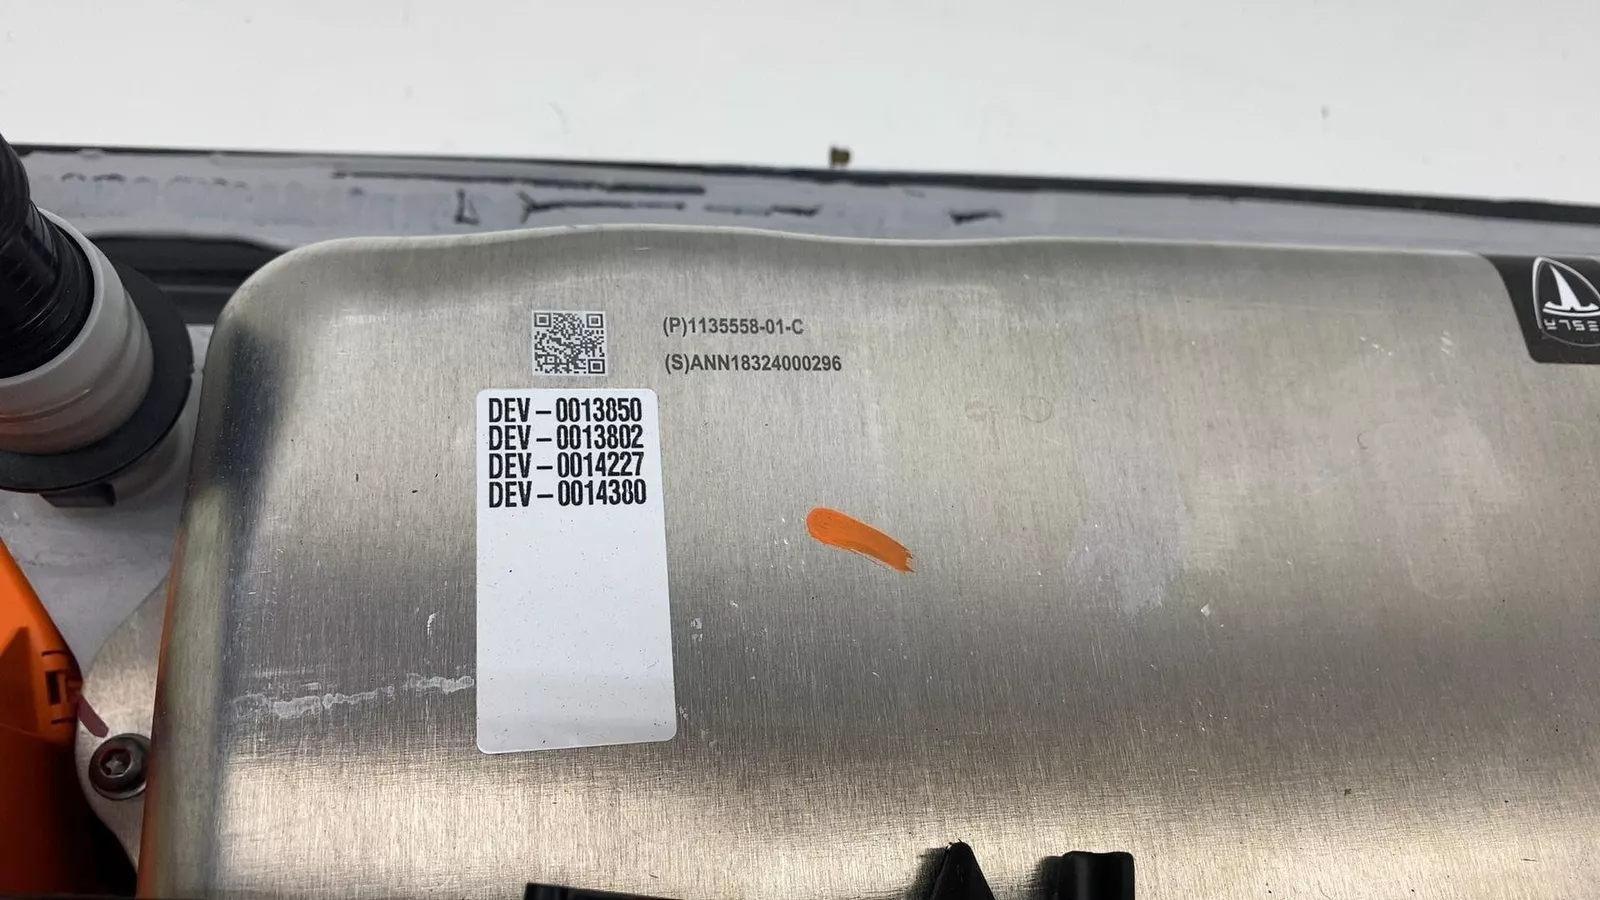 (P)1135558-01-C
(S)ANN18324000296
DEV-0013850
DEV-0013802
DEV-0014227
DEV-0014380